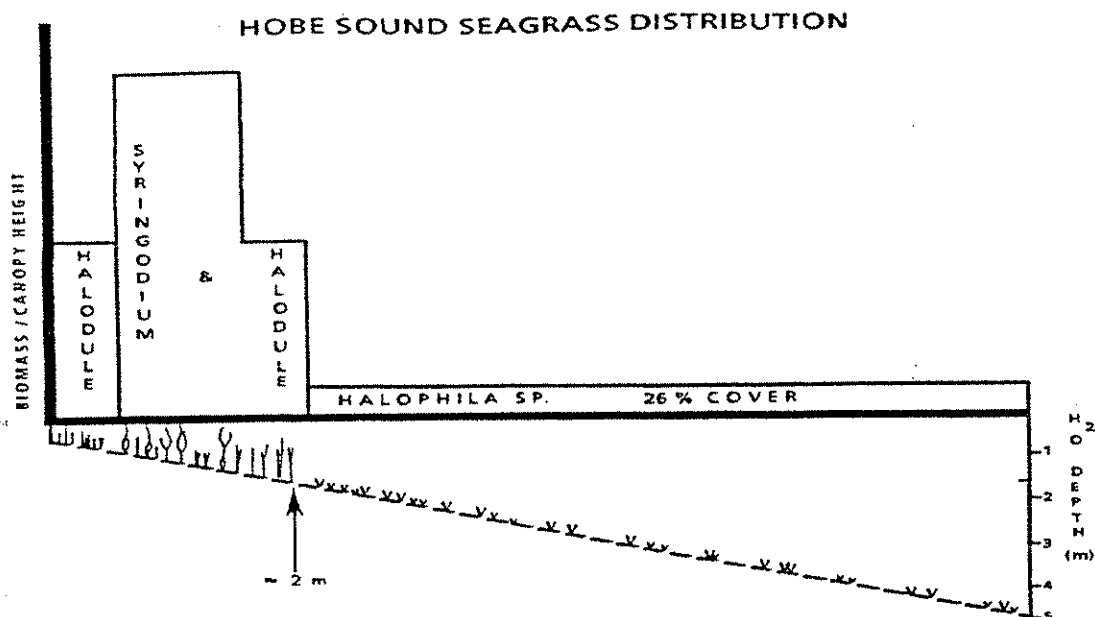 HOBE SOUND SEAGRASS DISTRIBUTION
BIOMASS / CANOPY HEIGHT
HALODULE
SYRINGODIUM
&
HALODULE
HALOPHILA SP. 26 % COVER
H2O DEPTH (m)
1
2
3
4
5
≈ 2 m